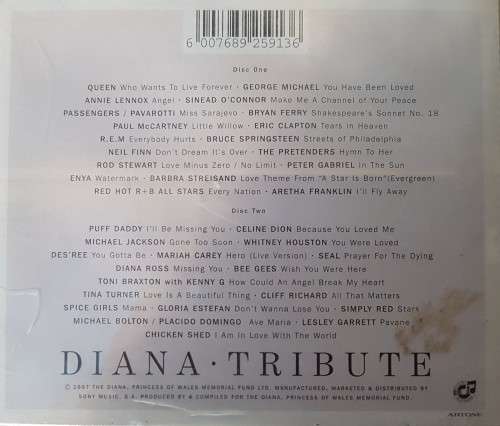 6 007689 259136
Disc One
QUEEN Who Wants To Live Forever · GEORGE MICHAEL You Have Been Loved
ANNIE LENNOX Angel · SINEAD O'CONNOR Make Me A Channel of Your Peace
PASSENGERS / PAVAROTTI Miss Sarajevo · BRYAN FERRY Shakespeare's Sonnet No. 18
PAUL McCARTNEY Little Willow · ERIC CLAPTON Tears in Heaven
R.E.M Everybody Hurts · BRUCE SPRINGSTEEN Streets of Philadelphia
NEIL FINN Don't Dream It's Over · THE PRETENDERS Hymn To Her
ROD STEWART Love Minus Zero / No Limit · PETER GABRIEL In The Sun
ENYA Watermark · BARBRA STREISAND Love Theme From "A Star Is Born"(Evergreen)
RED HOT R+B ALL STARS Every Nation · ARETHA FRANKLIN I'll Fly Away
Disc Two
PUFF DADDY I'll Be Missing You · CELINE DION Because You Loved Me
MICHAEL JACKSON Gone Too Soon · WHITNEY HOUSTON You Were Loved
DES'REE You Gotta Be · MARIAH CAREY Hero (Live Version) · SEAL Prayer For The Dying
DIANA ROSS Missing You · BEE GEES Wish You Were Here
TONI BRAXTON with KENNY G How Could An Angel Break My Heart
TINA TURNER Love Is A Beautiful Thing · CLIFF RICHARD All That Matters
SPICE GIRLS Mama · GLORIA ESTEFAN Don't Wanna Lose You · SIMPLY RED Stars
MICHAEL BOLTON / PLACIDO DOMINGO Ave Maria · LESLEY GARRETT Pavane
CHICKEN SHED I Am In Love With The World
DIANA · TRIBUTE
© 1997 THE DIANA, PRINCESS OF WALES MEMORIAL FUND LTD. MANUFACTURED, MARKETED & DISTRIBUTED BY
SONY MUSIC, S.A. PRODUCED BY & COMPILED FOR THE DIANA, PRINCESS OF WALES MEMORIAL FUND.
ARTONE